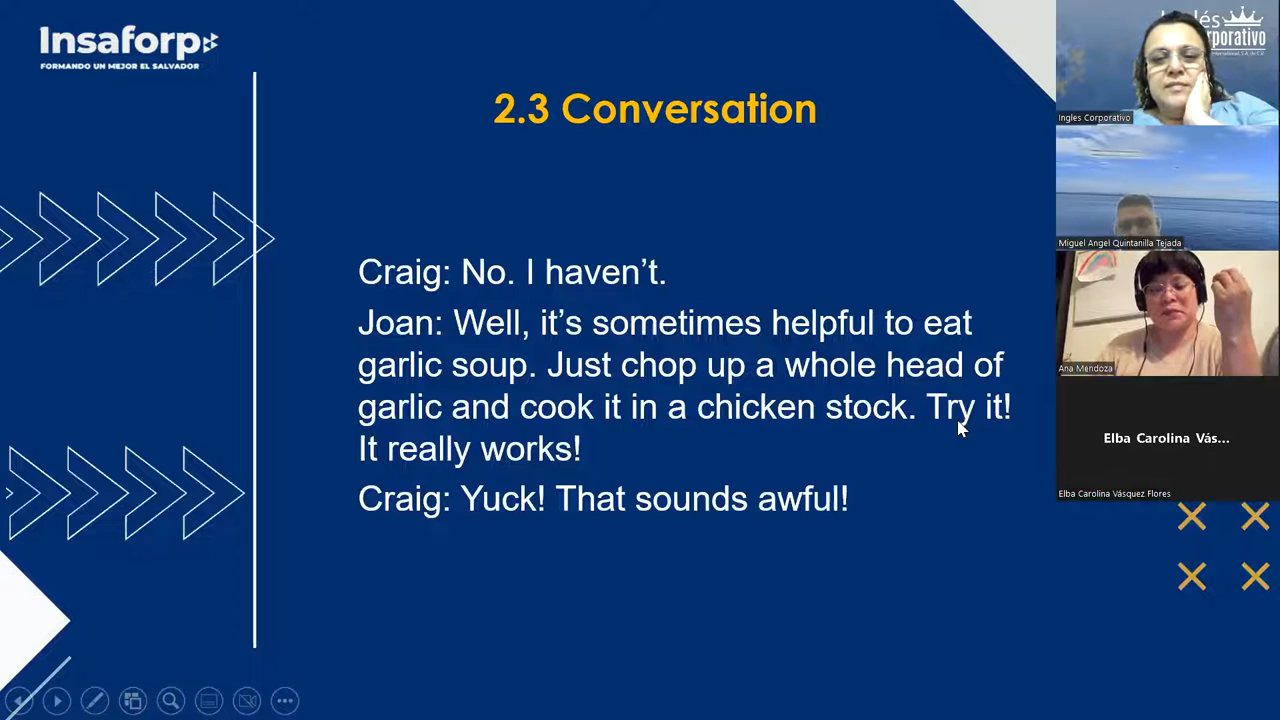 Insaforp
FORMANDO UN MEJOR EL SALVADOR
2.3 Conversation
Craig: No. I haven’t.
Joan: Well, it’s sometimes helpful to eat
garlic soup. Just chop up a whole head of
garlic and cook it in a chicken stock. Try it!
It really works!
Craig: Yuck! That sounds awful!
Ingles Corporativo
Miguel Angel Quintanilla Tejada
Ana Mendoza
Elba Carolina Vás...
Elba Carolina Vásquez Flores